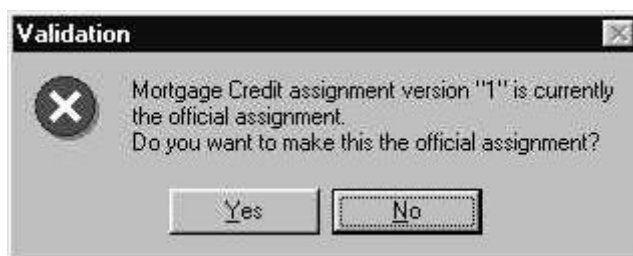 Validation
Mortgage Credit assignment version "1" is currently
the official assignment.
Do you want to make this the official assignment?
Yes
No